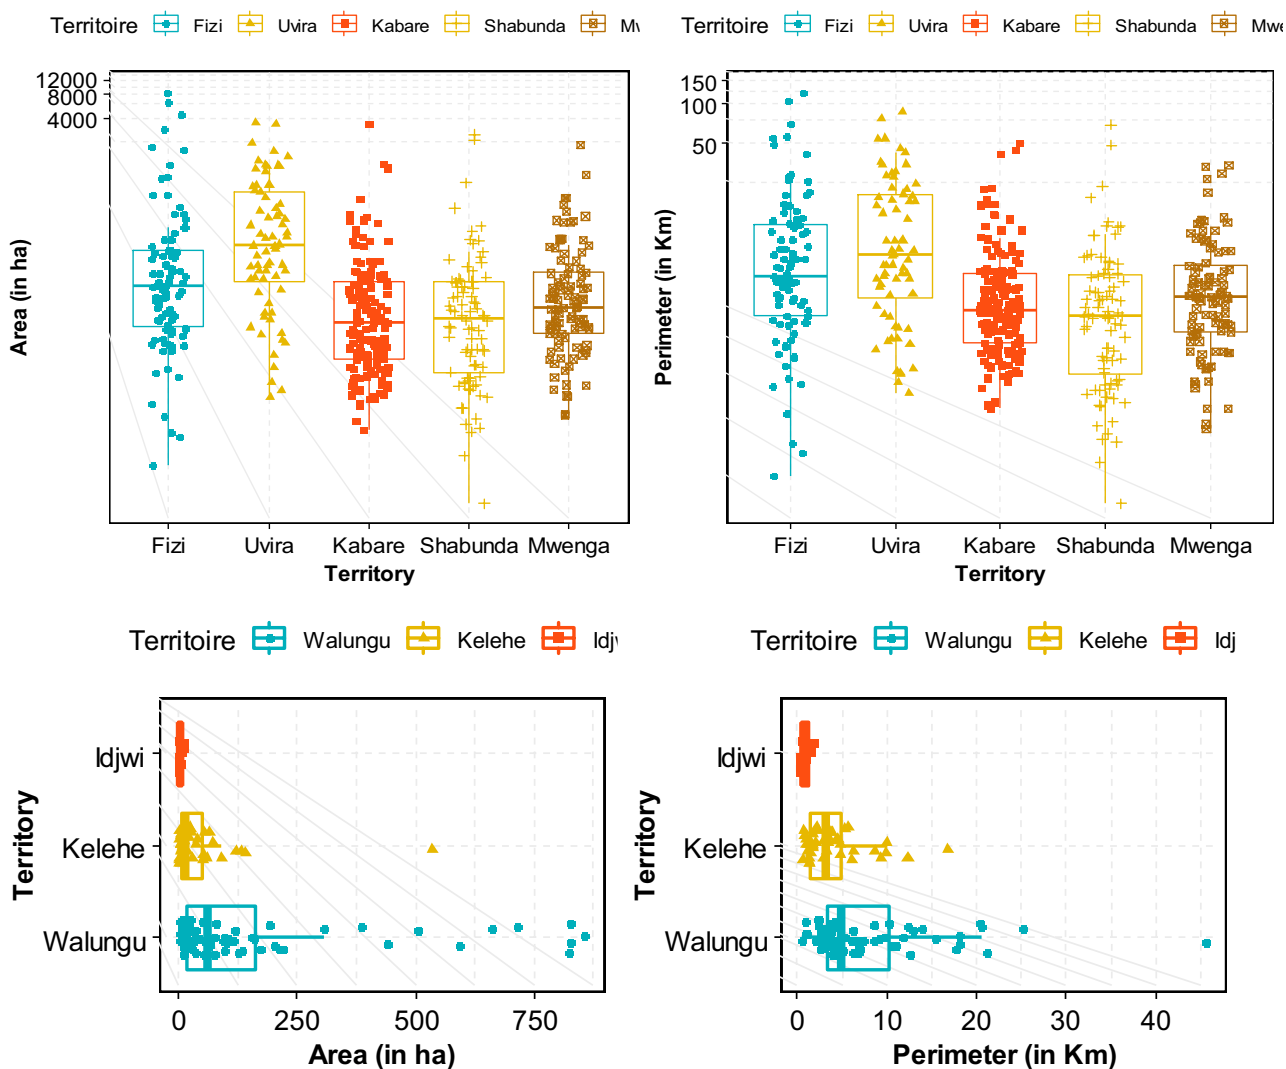 Territoire Fizi Uvira Kabare Shabunda
Territoire Fizi Uvira Kabare Shabunda
12000
8000
4000
Area (in ha)
Fizi Uvira Kabare Shabunda Mwenga
Territory
150
100
50
Perimeter (in Km)
Fizi Uvira Kabare Shabunda Mwenga
Territory
Territoire Walungu Kelehe Idj
Territoire Walungu Kelehe Idj
Territory
Idjwi
Kelehe
Walungu
0 250 500 750
Area (in ha)
Territory
Idjwi
Kelehe
Walungu
0 10 20 30 40
Perimeter (in Km)